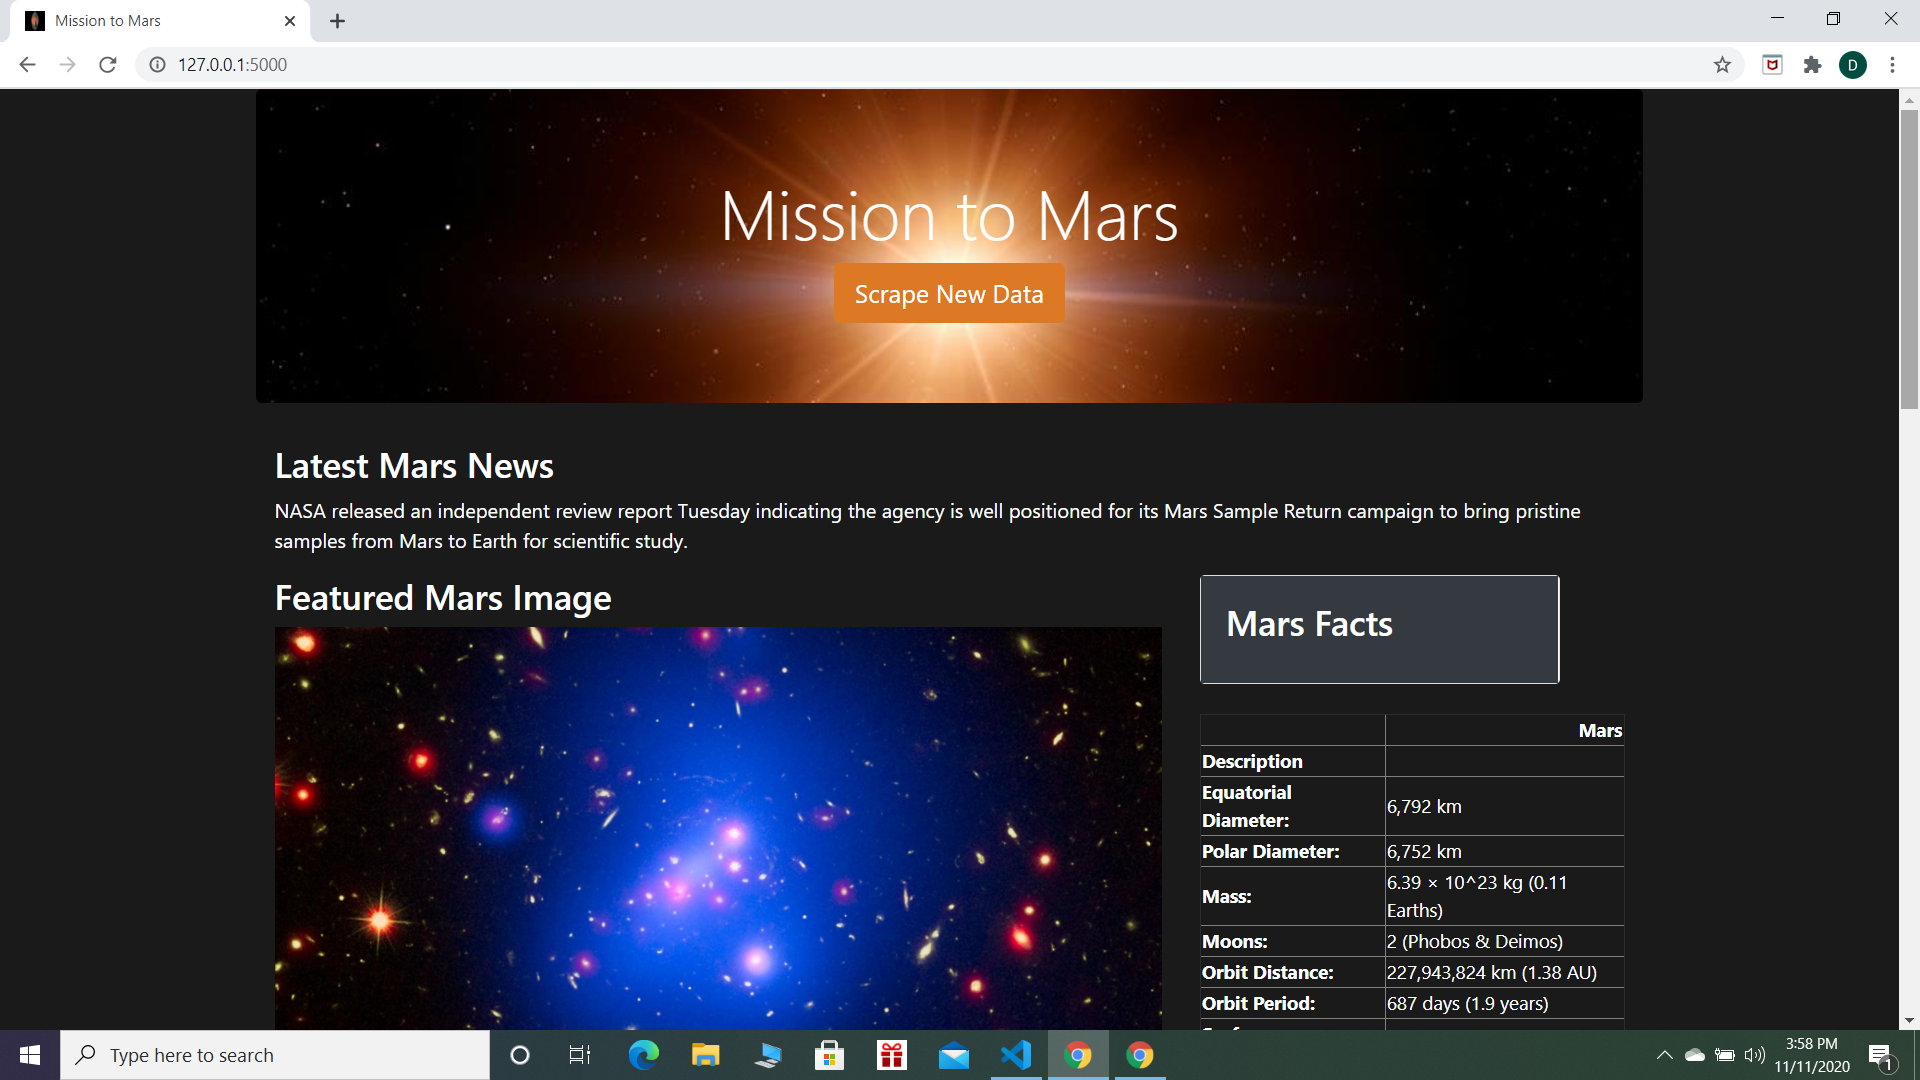 Mission to Mars
127.0.0.1:5000
D
Mission to Mars
Scrape New Data
Latest Mars News
NASA released an independent review report Tuesday indicating the agency is well positioned for its Mars Sample Return campaign to bring pristine
samples from Mars to Earth for scientific study.
Featured Mars Image
Mars Facts
Mars
Description
Equatorial
Diameter:
6,792 km
Polar Diameter:
6,752 km
Mass:
6.39 × 10^23 kg (0.11
Earths)
Moons:
2 (Phobos & Deimos)
Orbit Distance:
227,943,824 km (1.38 AU)
Orbit Period:
687 days (1.9 years)
Type here to search
3:58 PM
11/11/2020
1